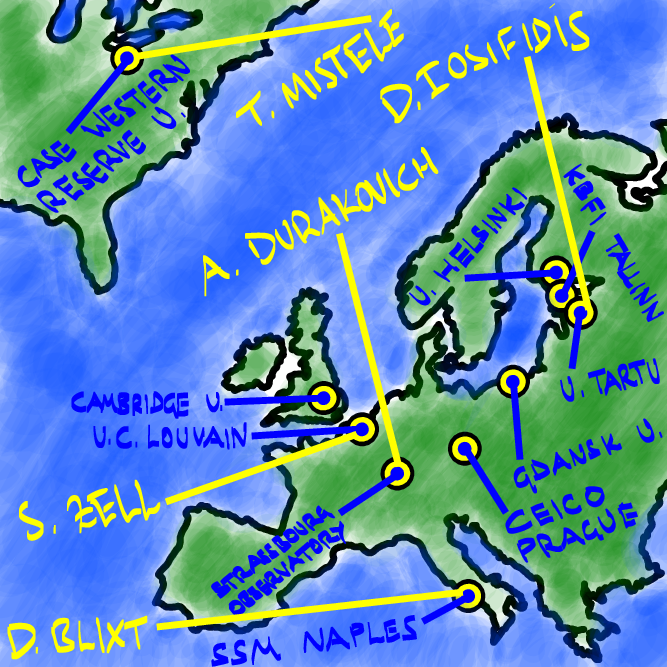 T. MISTELE
D. IOSIFIDIS
CASE WESTERN
RESERVE U.
A. DURAKOVICH
U. HELSINKI
KBFI TALLINN
U. TARTU
CAMBRIDGE U.
U.C. LOUVAIN
GDANSK U.
S. ZELL
CEICO
PRAGUE
STRASSBOURG
OBSERVATORY
D. BLIXT
SSM NAPLES